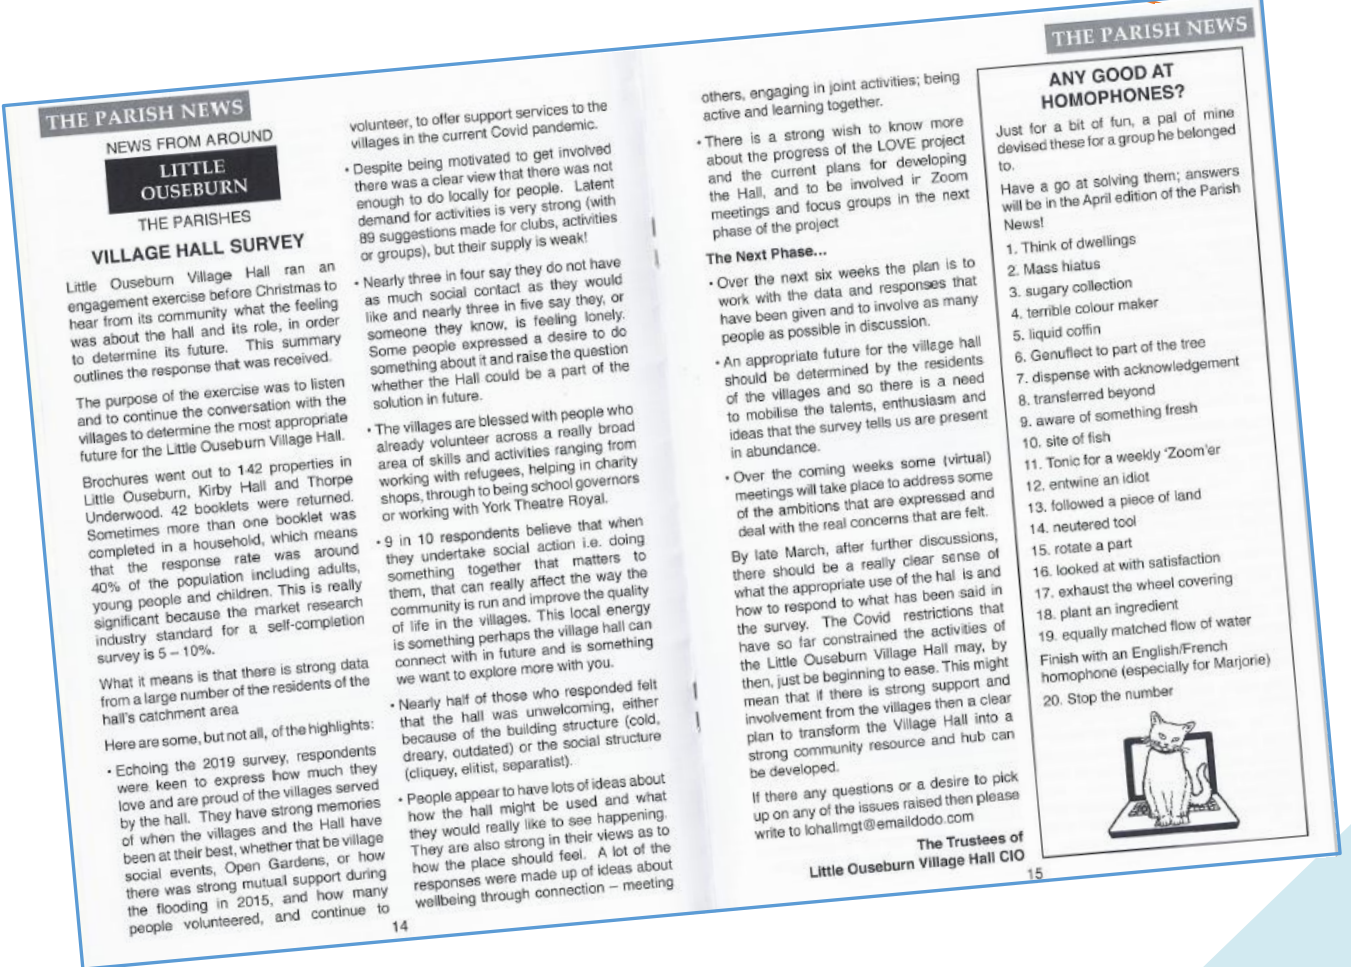 THE PARISH NEWS
NEWS FROM AROUND
LITTLE
OUSEBURN
THE PARISHES
VILLAGE HALL SURVEY
Little Ouseburn Village Hall ran an
engagement exercise before Christmas to
hear from its community what the feeling
was about the hall and its role, in order
to determine its future. This summary
outlines the response that was received.
The purpose of the exercise was to listen
and to continue the conversation with the
villages to determine the most appropriate
future for the Little Ouseburn Village Hall.
Brochures went out to 142 properties in
Little Ouseburn, Kirby Hall and Thorpe
Underwood. 42 booklets were returned.
Sometimes more than one booklet was
completed in a household, which means
that the response rate was around
40% of the population including adults,
young people and children. This is really
significant because the market research
industry standard for a self-completion
survey is 5 – 10%.
What it means is that there is strong data
from a large number of the residents of the
hall's catchment area
Here are some, but not all, of the highlights:
• Echoing the 2019 survey, respondents
were keen to express how much they
love and are proud of the villages served
by the hall. They have strong memories
of when the villages and the Hall have
been at their best, whether that be village
social events, Open Gardens, or how
there was strong mutual support during
the flooding in 2015, and how many
people volunteered, and continue to
volunteer, to offer support services to the
villages in the current Covid pandemic.
• Despite being motivated to get involved
there was a clear view that there was not
enough to do locally for people. Latent
demand for activities is very strong (with
89 suggestions made for clubs, activities
or groups), but their supply is weak!
• Nearly three in four say they do not have
as much social contact as they would
like and nearly three in five say they, or
someone they know, is feeling lonely.
Some people expressed a desire to do
something about it and raise the question
whether the Hall could be a part of the
solution in future.
• The villages are blessed with people who
already volunteer across a really broad
area of skills and activities ranging from
working with refugees, helping in charity
shops, through to being school governors
or working with York Theatre Royal.
• 9 in 10 respondents believe that when
they undertake social action i.e. doing
something together that matters to
them, that can really affect the way the
community is run and improve the quality
of life in the villages. This local energy
is something perhaps the village hall can
connect with in future and is something
we want to explore more with you.
• Nearly half of those who responded felt
that the hall was unwelcoming, either
because of the building structure (cold,
dreary, outdated) or the social structure
(cliquey, elitist, separatist).
• People appear to have lots of ideas about
how the hall might be used and what
they would really like to see happening.
They are also strong in their views as to
how the place should feel. A lot of the
responses were made up of ideas about
wellbeing through connection – meeting
14
others, engaging in joint activities; being
active and learning together.
• There is a strong wish to know more
about the progress of the LOVE project
and the current plans for developing
the Hall, and to be involved ir Zoom
meetings and focus groups in the next
phase of the project
The Next Phase...
• Over the next six weeks the plan is to
work with the data and responses that
have been given and to involve as many
people as possible in discussion.
• An appropriate future for the village hall
should be determined by the residents
of the villages and so there is a need
to mobilise the talents, enthusiasm and
ideas that the survey tells us are present
in abundance.
• Over the coming weeks some (virtual)
meetings will take place to address some
of the ambitions that are expressed and
deal with the real concerns that are felt.
By late March, after further discussions,
there should be a really clear sense of
what the appropriate use of the hal is and
how to respond to what has been said in
the survey. The Covid restrictions that
have so far constrained the activities of
the Little Ouseburn Village Hall may, by
then, just be beginning to ease. This might
mean that if there is strong support and
involvement from the villages then a clear
plan to transform the Village Hall into a
strong community resource and hub can
be developed.
If there any questions or a desire to pick
up on any of the issues raised then please
write to lohallmgt@emaildodo.com
The Trustees of
Little Ouseburn Village Hall CIO
15
THE PARISH NEWS
ANY GOOD AT
HOMOPHONES?
Just for a bit of fun, a pal of mine
devised these for a group he belonged
to.
Have a go at solving them; answers
will be in the April edition of the Parish
News!
1. Think of dwellings
2. Mass hiatus
3. sugary collection
4. terrible colour maker
5. liquid coffin
6. Genuflect to part of the tree
7. dispense with acknowledgement
8. transferred beyond
9. aware of something fresh
10. site of fish
11. Tonic for a weekly 'Zoom'er
12. entwine an idiot
13. followed a piece of land
14. neutered tool
15. rotate a part
16. looked at with satisfaction
17. exhaust the wheel covering
18. plant an ingredient
19. equally matched flow of water
Finish with an English/French
homophone (especially for Marjorie)
20. Stop the number